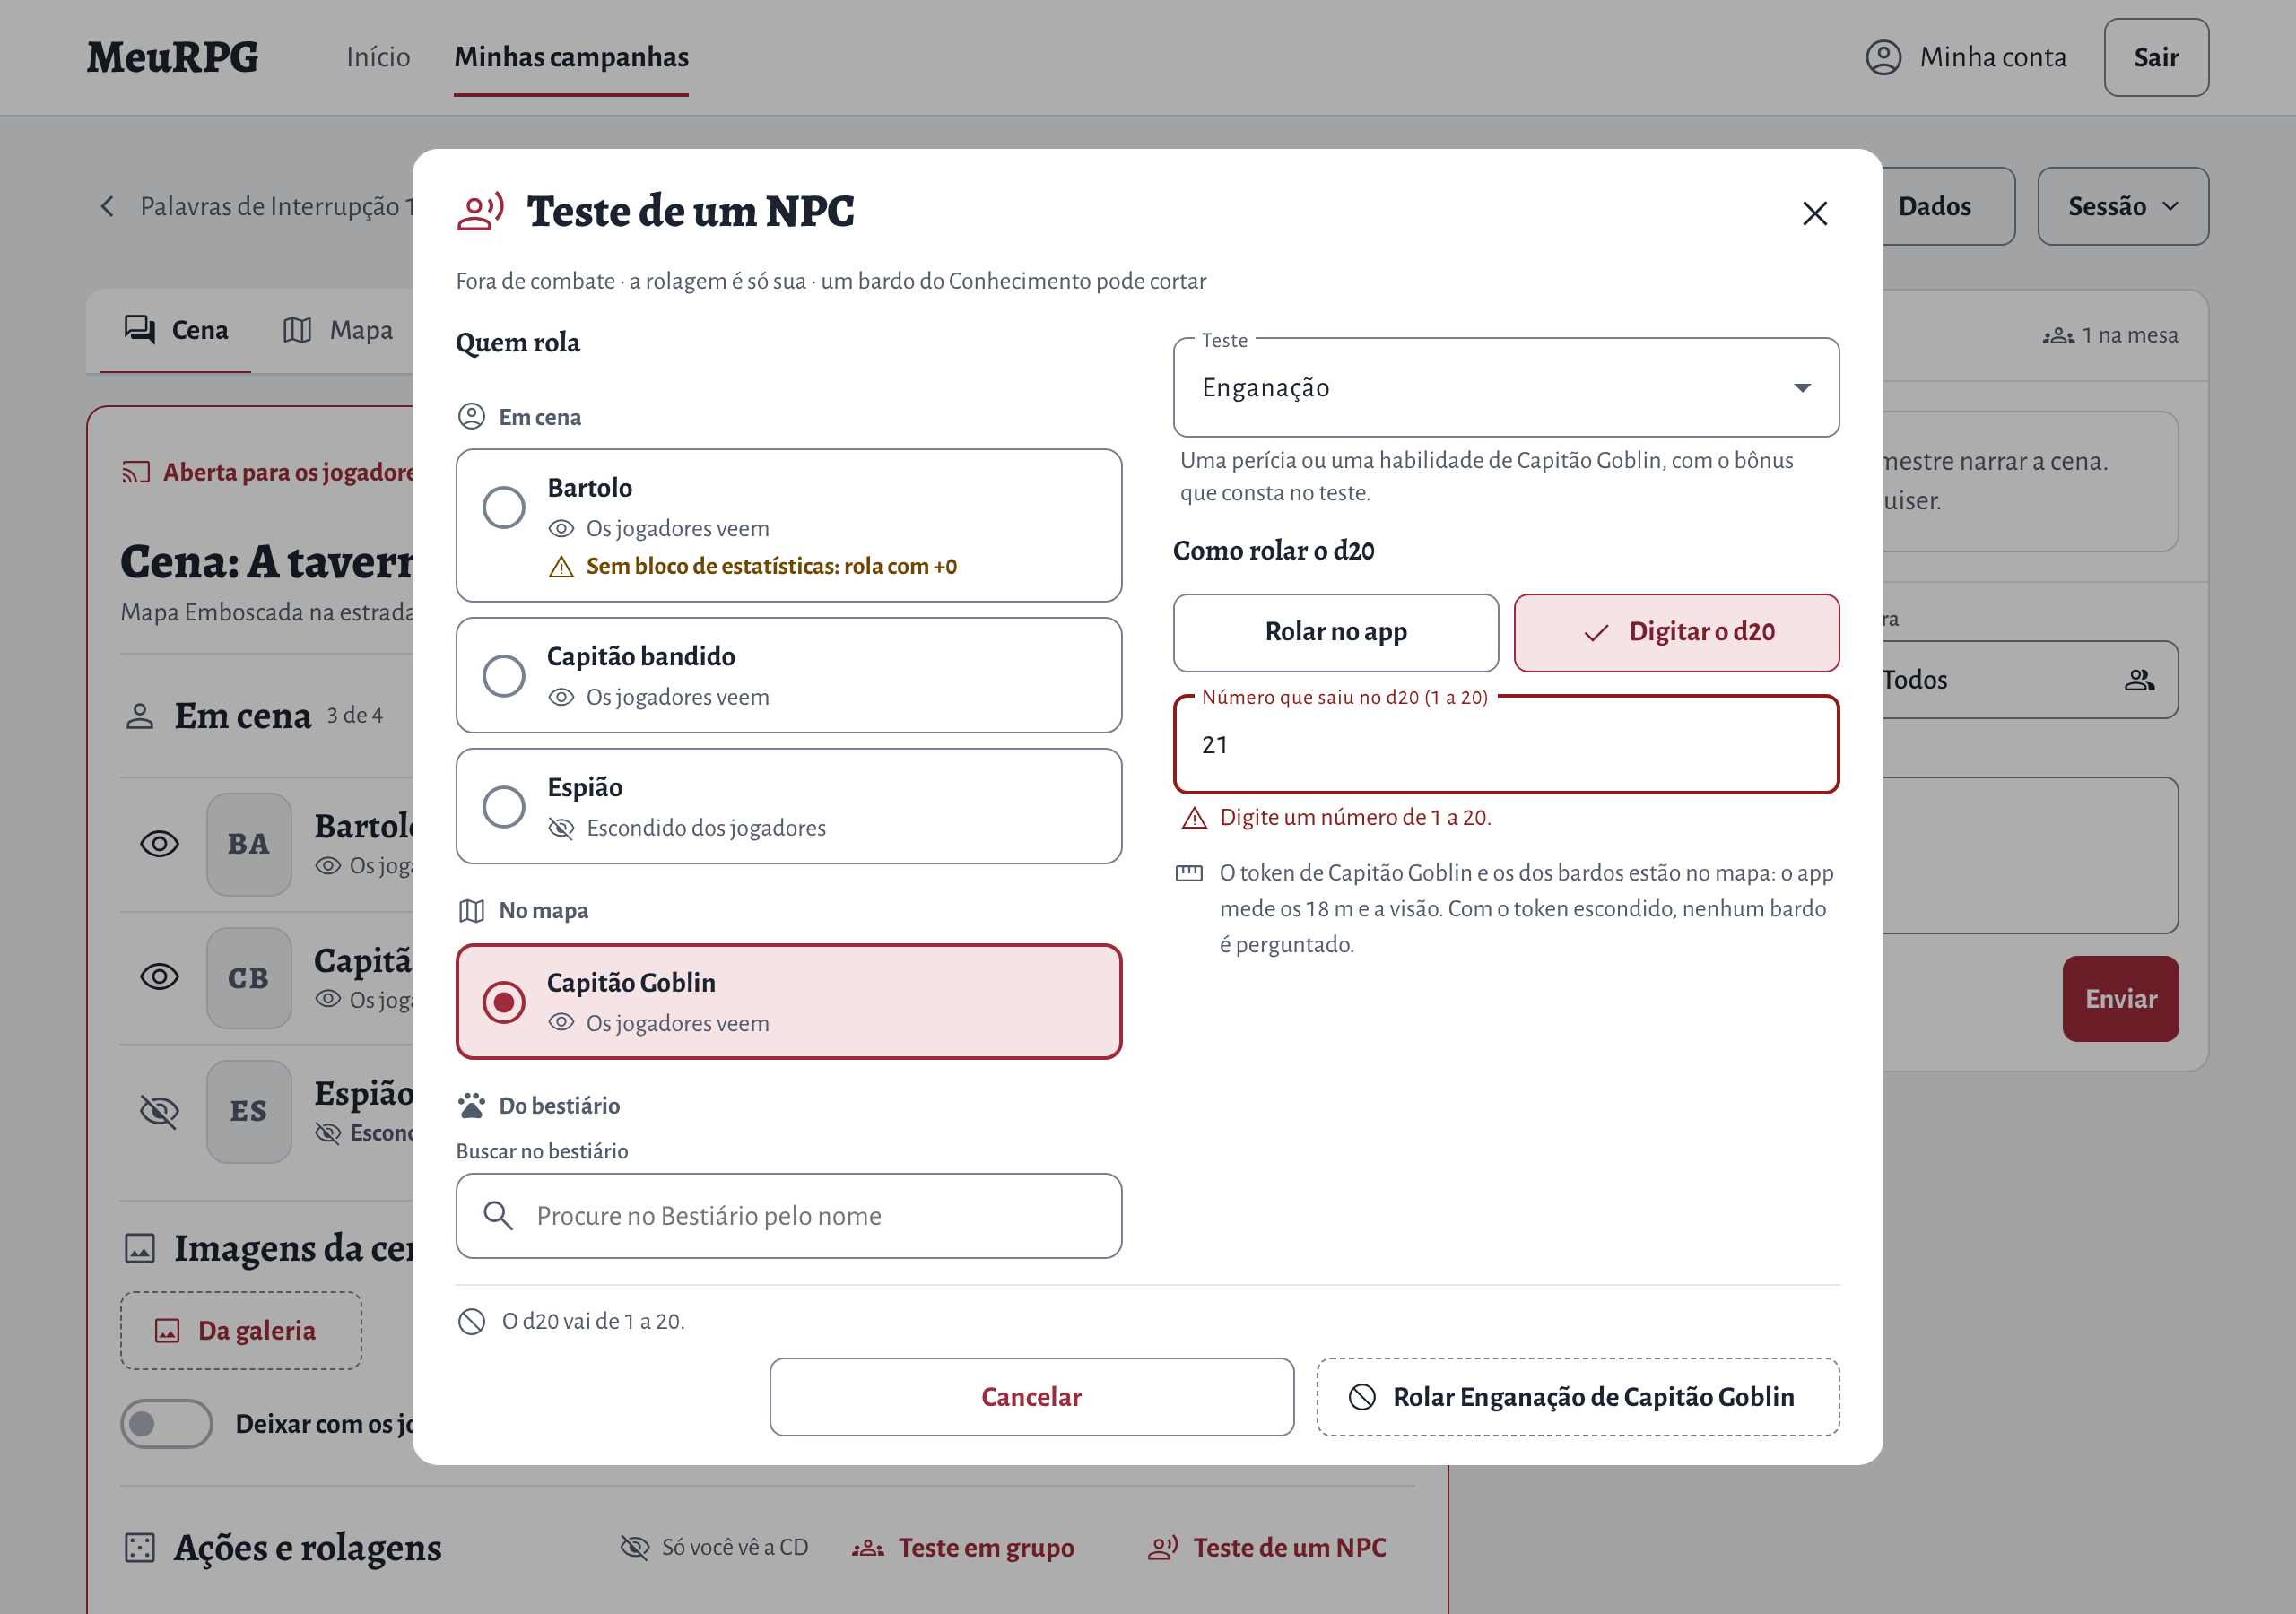 MeuRPG
Início
Minhas campanhas
Minha conta
Sair
Palavras de Interrupção 1
Dados
Sessão
Cena
Mapa
1 na mesa
Aberta para os jogadore
mestre narrar a cena.
uiser.
Cena: A tavern
Mapa Emboscada na estrada
ra
Todos
Em cena 3 de 4
BA
Bartol
Os jog
CB
Capitã
Os jog
ES
Espião
Escond
Enviar
Imagens da cer
Da galeria
Deixar com os jo
Ações e rolagens
Só você vê a CD
Teste em grupo
Teste de um NPC
Teste de um NPC
Fora de combate · a rolagem é só sua · um bardo do Conhecimento pode cortar
Quem rola
Em cena
Bartolo
Os jogadores veem
Sem bloco de estatísticas: rola com +0
Capitão bandido
Os jogadores veem
Espião
Escondido dos jogadores
No mapa
Capitão Goblin
Os jogadores veem
Do bestiário
Buscar no bestiário
Procure no Bestiário pelo nome
Teste
Enganação
Uma perícia ou uma habilidade de Capitão Goblin, com o bônus
que consta no teste.
Como rolar o d20
Rolar no app
Digitar o d20
Número que saiu no d20 (1 a 20)
21
Digite um número de 1 a 20.
O token de Capitão Goblin e os dos bardos estão no mapa: o app
mede os 18 m e a visão. Com o token escondido, nenhum bardo
é perguntado.
O d20 vai de 1 a 20.
Cancelar
Rolar Enganação de Capitão Goblin